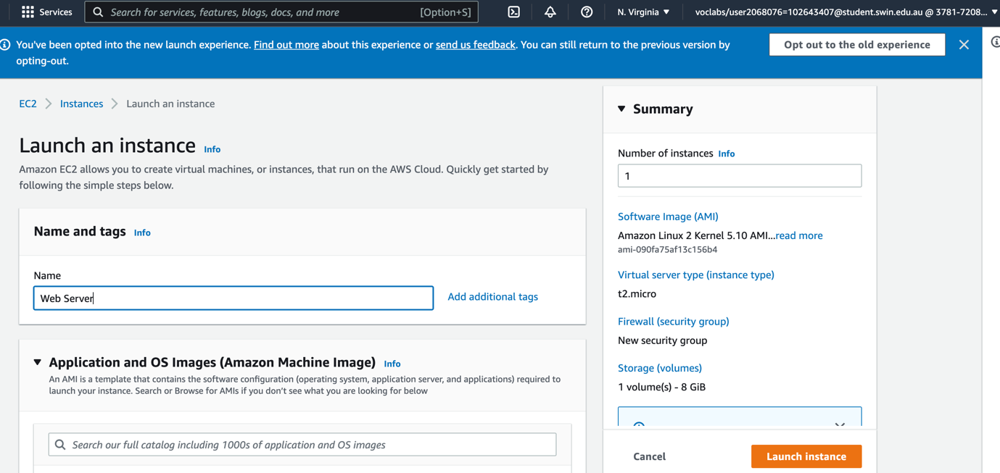 Services
Search for services, features, blogs, docs, and more
[Option+S]
N. Virginia
voclabs/user2068076=102643407@student.swin.edu.au @ 3781-7208...
You've been opted into the new launch experience. Find out more about this experience or send us feedback. You can still return to the previous version by
opting-out.
Opt out to the old experience
EC2
Instances
Launch an instance
Launch an instance Info
Amazon EC2 allows you to create virtual machines, or instances, that run on the AWS Cloud. Quickly get started by
following the simple steps below.
Name and tags Info
Name
Web Server
Add additional tags
Application and OS Images (Amazon Machine Image) Info
An AMI is a template that contains the software configuration (operating system, application server, and applications) required to
launch your instance. Search or Browse for AMIs if you don't see what you are looking for below
Search our full catalog including 1000s of application and OS images
Summary
Number of instances Info
1
Software Image (AMI)
Amazon Linux 2 Kernel 5.10 AMI...read more
ami-090fa75af13c156b4
Virtual server type (instance type)
t2.micro
Firewall (security group)
New security group
Storage (volumes)
1 volume(s) - 8 GiB
Cancel
Launch instance